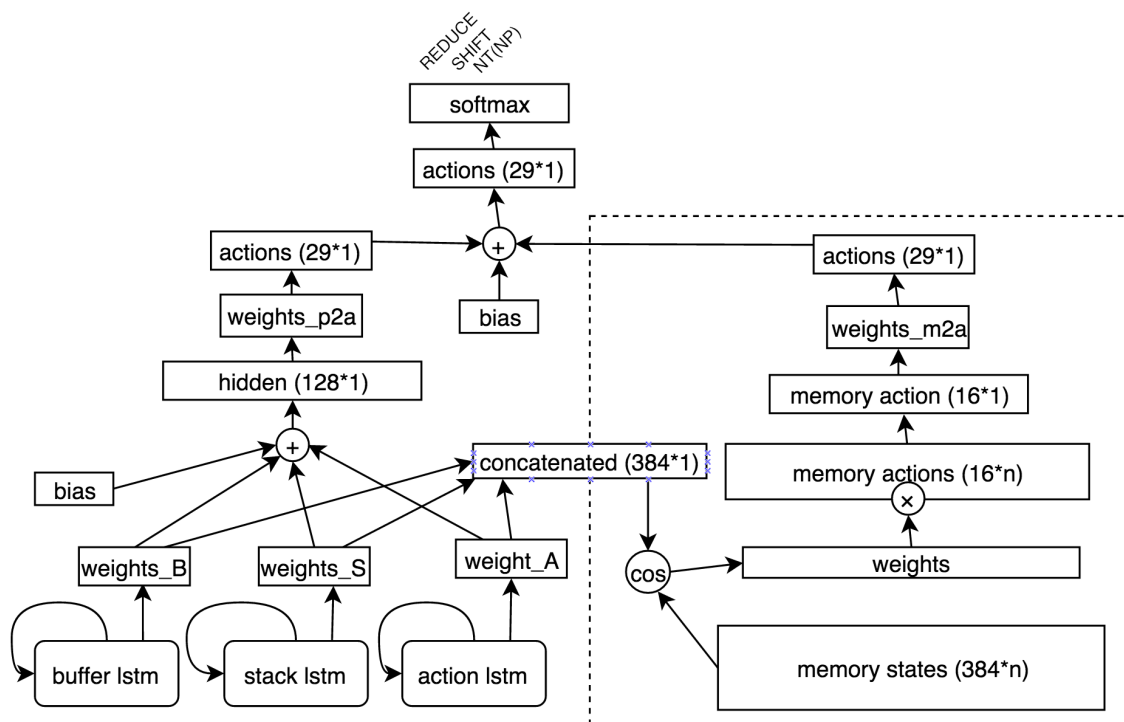 REDUCE
SHIFT
NT(NP)
softmax
actions (29*1)
actions (29*1)
+
actions (29*1)
weights_p2a
bias
weights_m2a
hidden (128*1)
memory action (16*1)
+
concatenated (384*1)
memory actions (16*n)
bias
×
weights_B
weights_S
weight_A
cos
weights
buffer lstm
stack lstm
action lstm
memory states (384*n)